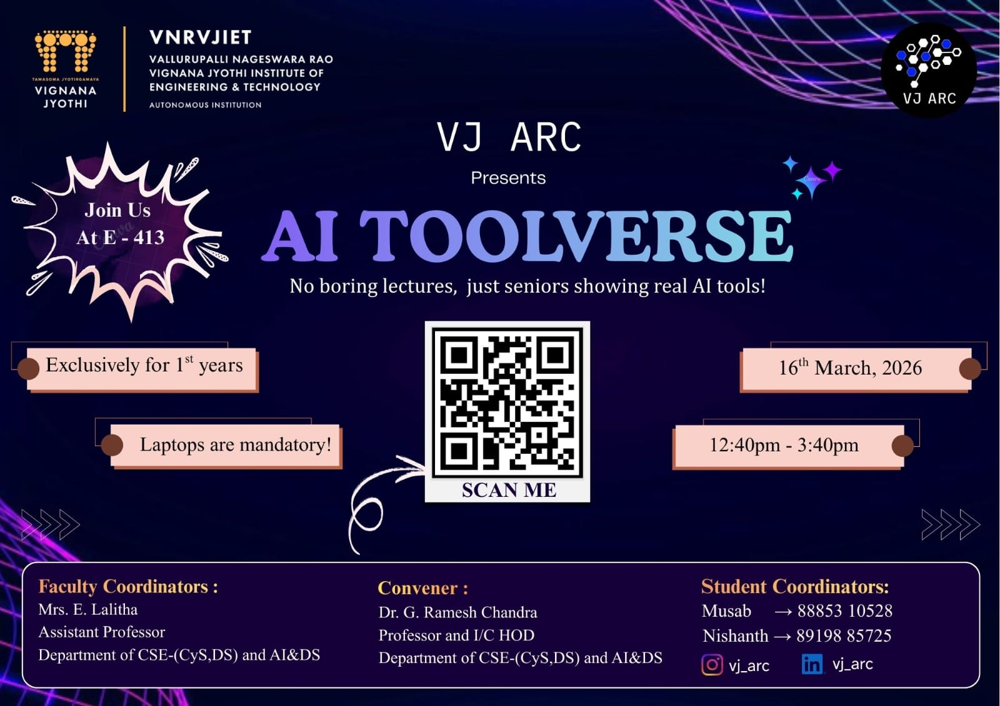 VNRVJIET
VALLURUPALLI NAGESWARA RAO
VIGNANA JYOTHI INSTITUTE OF
ENGINEERING & TECHNOLOGY
AUTONOMOUS INSTITUTION
TAMASOMA JYOTIRGAMAYA
VIGNANA
JYOTHI
VJ ARC
VJ ARC
Presents
Canva
AI TOOLVERSE
No boring lectures, just seniors showing real AI tools!
Join Us
At E - 413
Canva
Exclusively for 1st years
Laptops are mandatory!
16th March, 2026
12:40pm - 3:40pm
SCAN ME
Faculty Coordinators :
Mrs. E. Lalitha
Assistant Professor
Department of CSE-(CyS,DS) and AI&DS
Convener :
Dr. G. Ramesh Chandra
Professor and I/C HOD
Department of CSE-(CyS,DS) and AI&DS
Student Coordinators:
Musab → 88853 10528
Nishanth → 89198 85725
vj_arc
in vj_arc